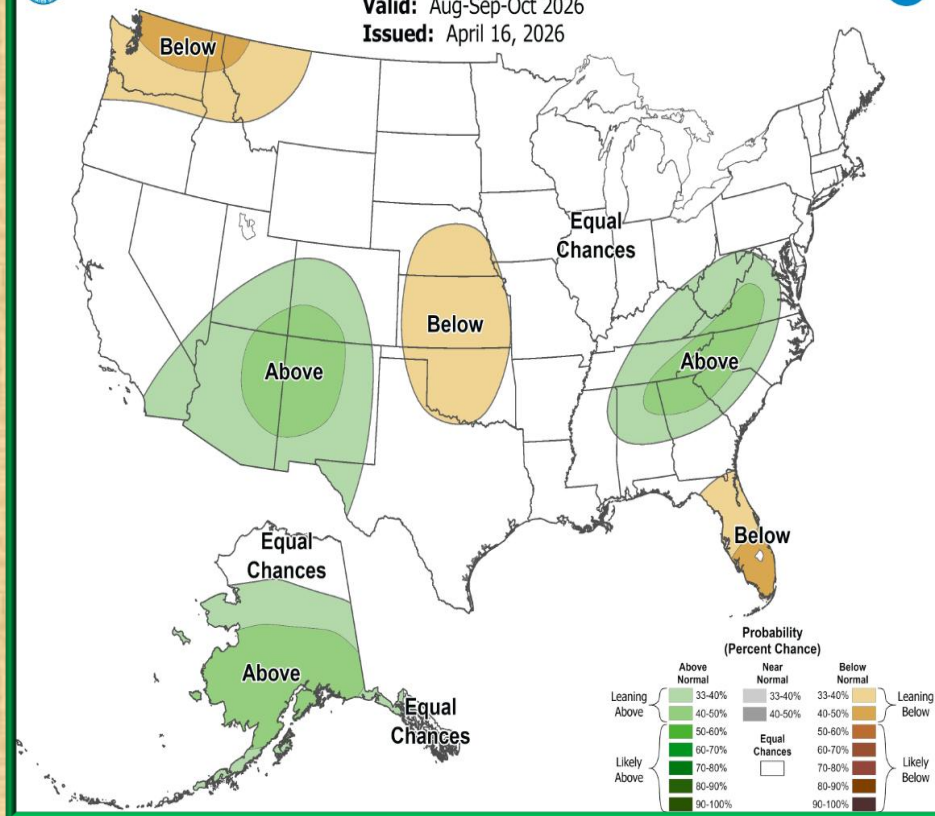 Valid: Aug-Sep-Oct 2026
Issued: April 16, 2026
Below
Equal
Chances
Below
Above
Above
Below
Equal
Chances
Above
Equal
Chances
Probability
(Percent Chance)
Above
Normal
Near
Normal
Below
Normal
Leaning
Above
33-40%
40-50%
Likely
Above
50-60%
60-70%
70-80%
80-90%
90-100%
33-40%
40-50%
Equal
Chances
33-40%
40-50%
Leaning
Below
50-60%
60-70%
70-80%
80-90%
90-100%
Likely
Below